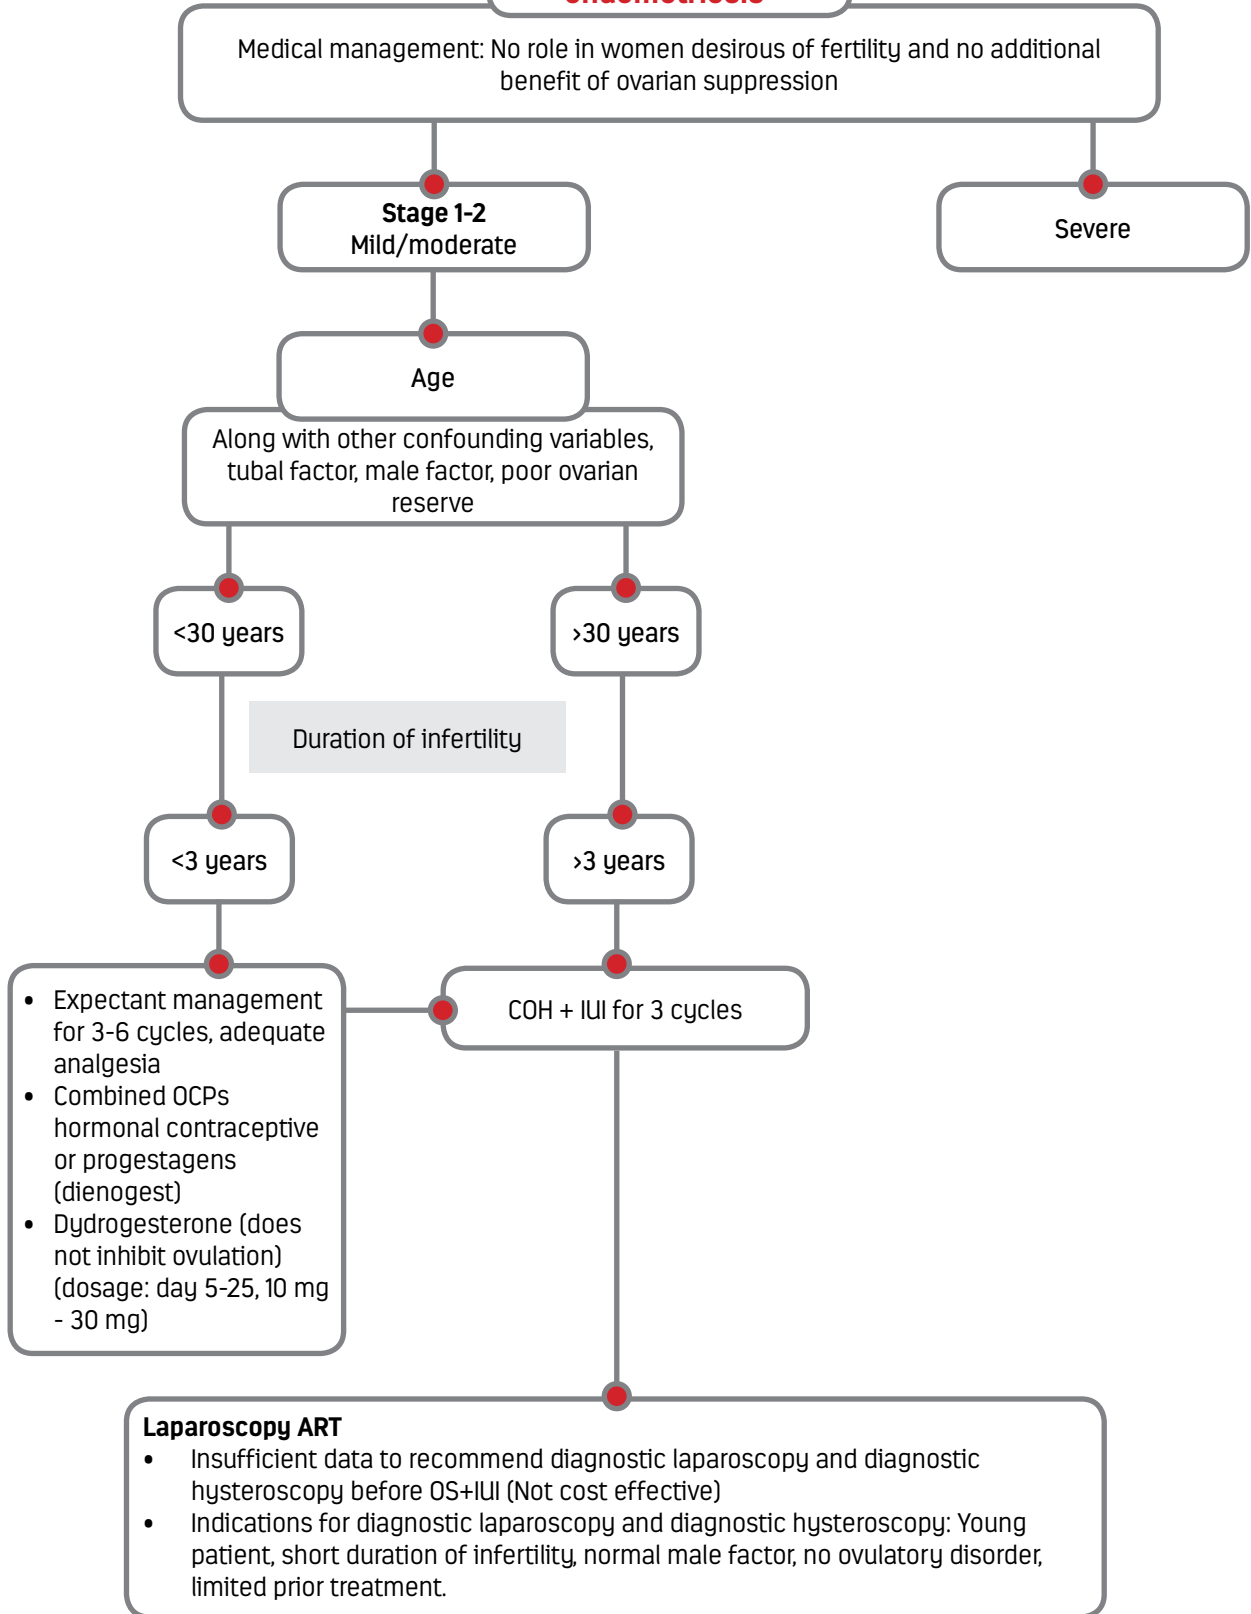 Medical management: No role in women desirous of fertility and no additional
benefit of ovarian suppression
Stage 1-2
Mild/moderate
Severe
Age
Along with other confounding variables,
tubal factor, male factor, poor ovarian
reserve
<30 years
>30 years
Duration of infertility
<3 years
>3 years
• Expectant management
for 3-6 cycles, adequate
analgesia
• Combined OCPs
hormonal contraceptive
or progestagens
(dienogest)
• Dydrogesterone (does
not inhibit ovulation)
(dosage: day 5-25, 10 mg
- 30 mg)
COH + IUI for 3 cycles
Laparoscopy ART
• Insufficient data to recommend diagnostic laparoscopy and diagnostic
hysteroscopy before OS+IUI (Not cost effective)
• Indications for diagnostic laparoscopy and diagnostic hysteroscopy: Young
patient, short duration of infertility, normal male factor, no ovulatory disorder,
limited prior treatment.